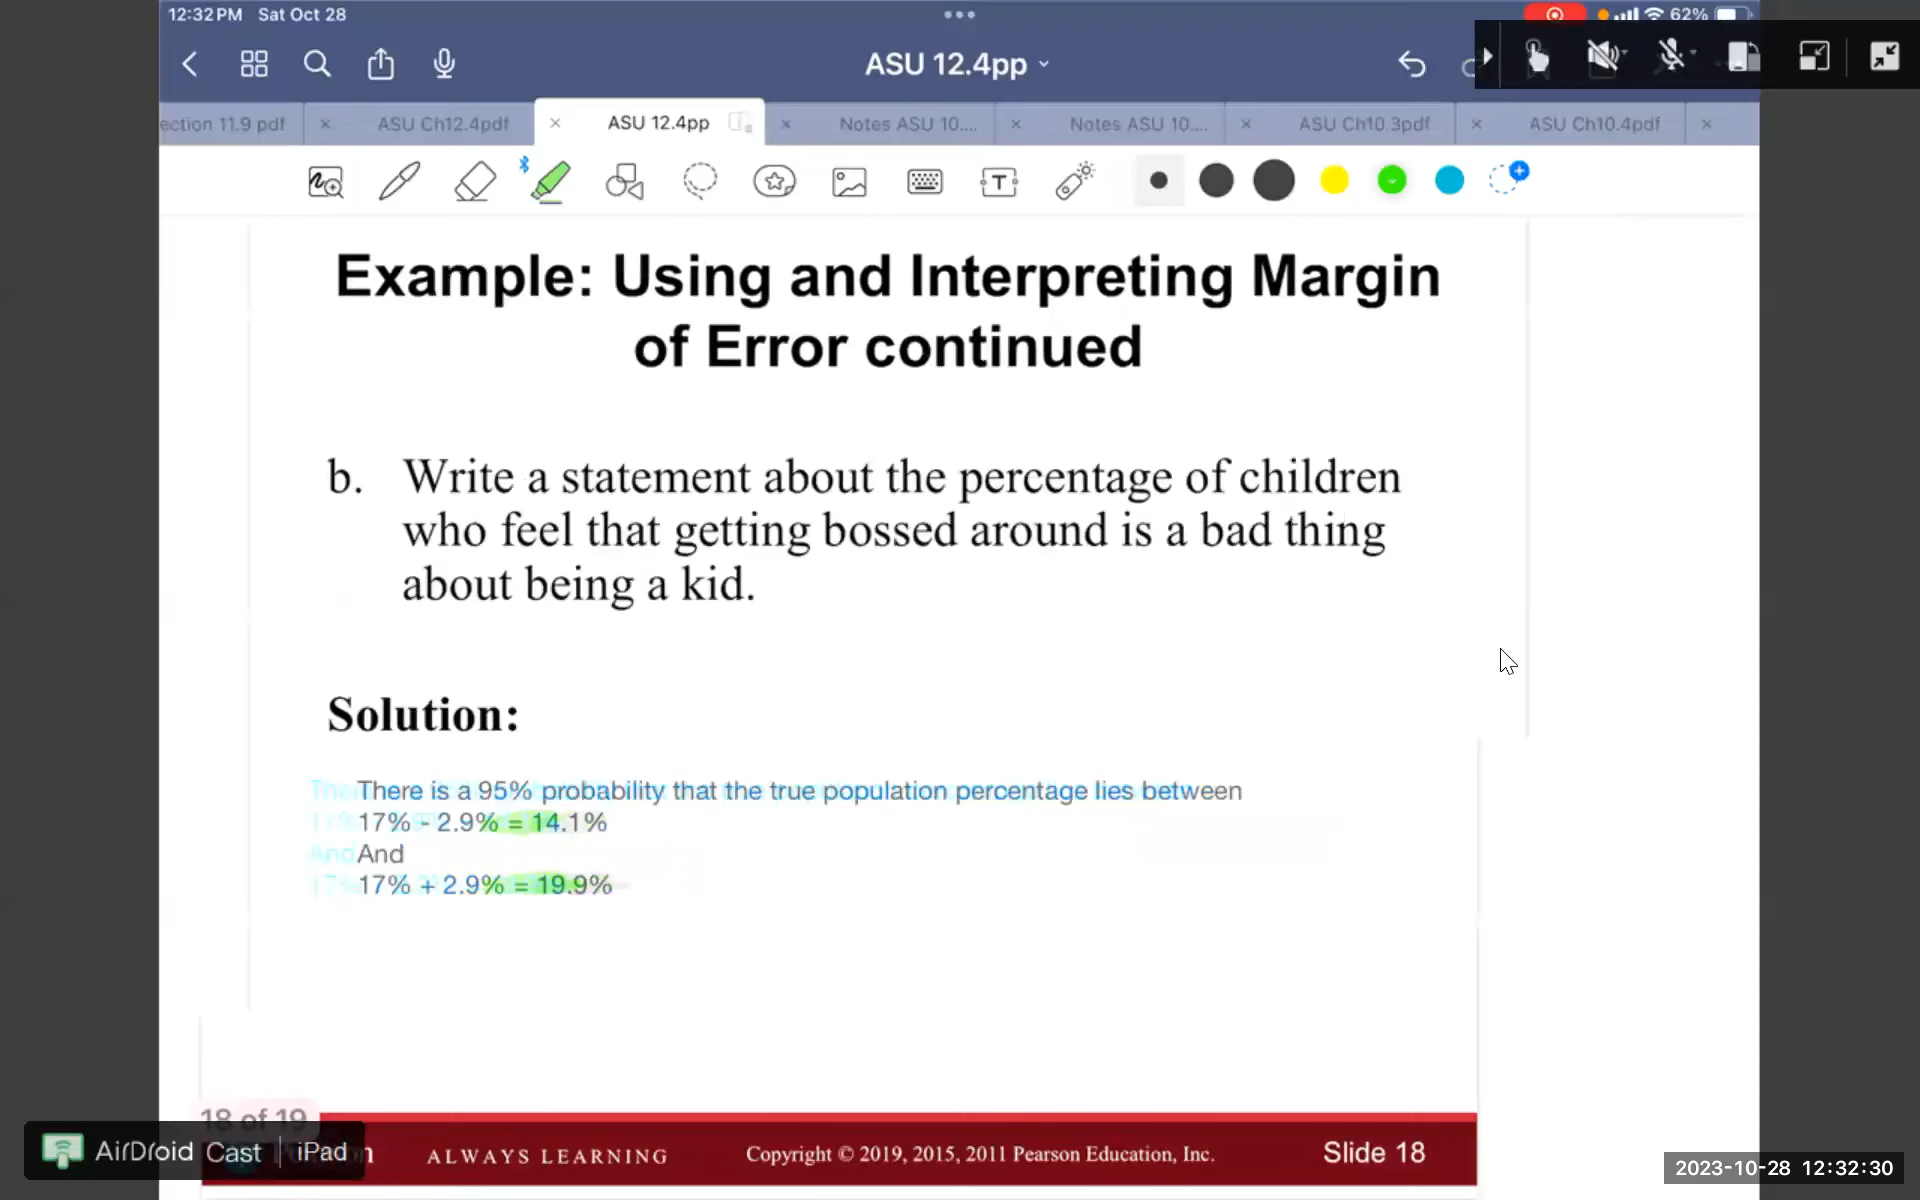 12:32 PM Sat Oct 28
62%
ASU 12.4pp
ection 11.9 pdf
ASU Ch12.4pdf
ASU 12.4pp
Notes ASU 10....
Notes ASU 10....
ASU Ch10.3pdf
ASU Ch10.4pdf
Example: Using and Interpreting Margin
of Error continued
b. Write a statement about the percentage of children
who feel that getting bossed around is a bad thing
about being a kid.
Solution:
There is a 95% probability that the true population percentage lies between
17% - 2.9% = 14.1%
And
17% + 2.9% = 19.9%
18 of 19
AirDroid Cast | iPad
ALWAYS LEARNING
Copyright © 2019, 2015, 2011 Pearson Education, Inc.
Slide 18
2023-10-28 12:32:30